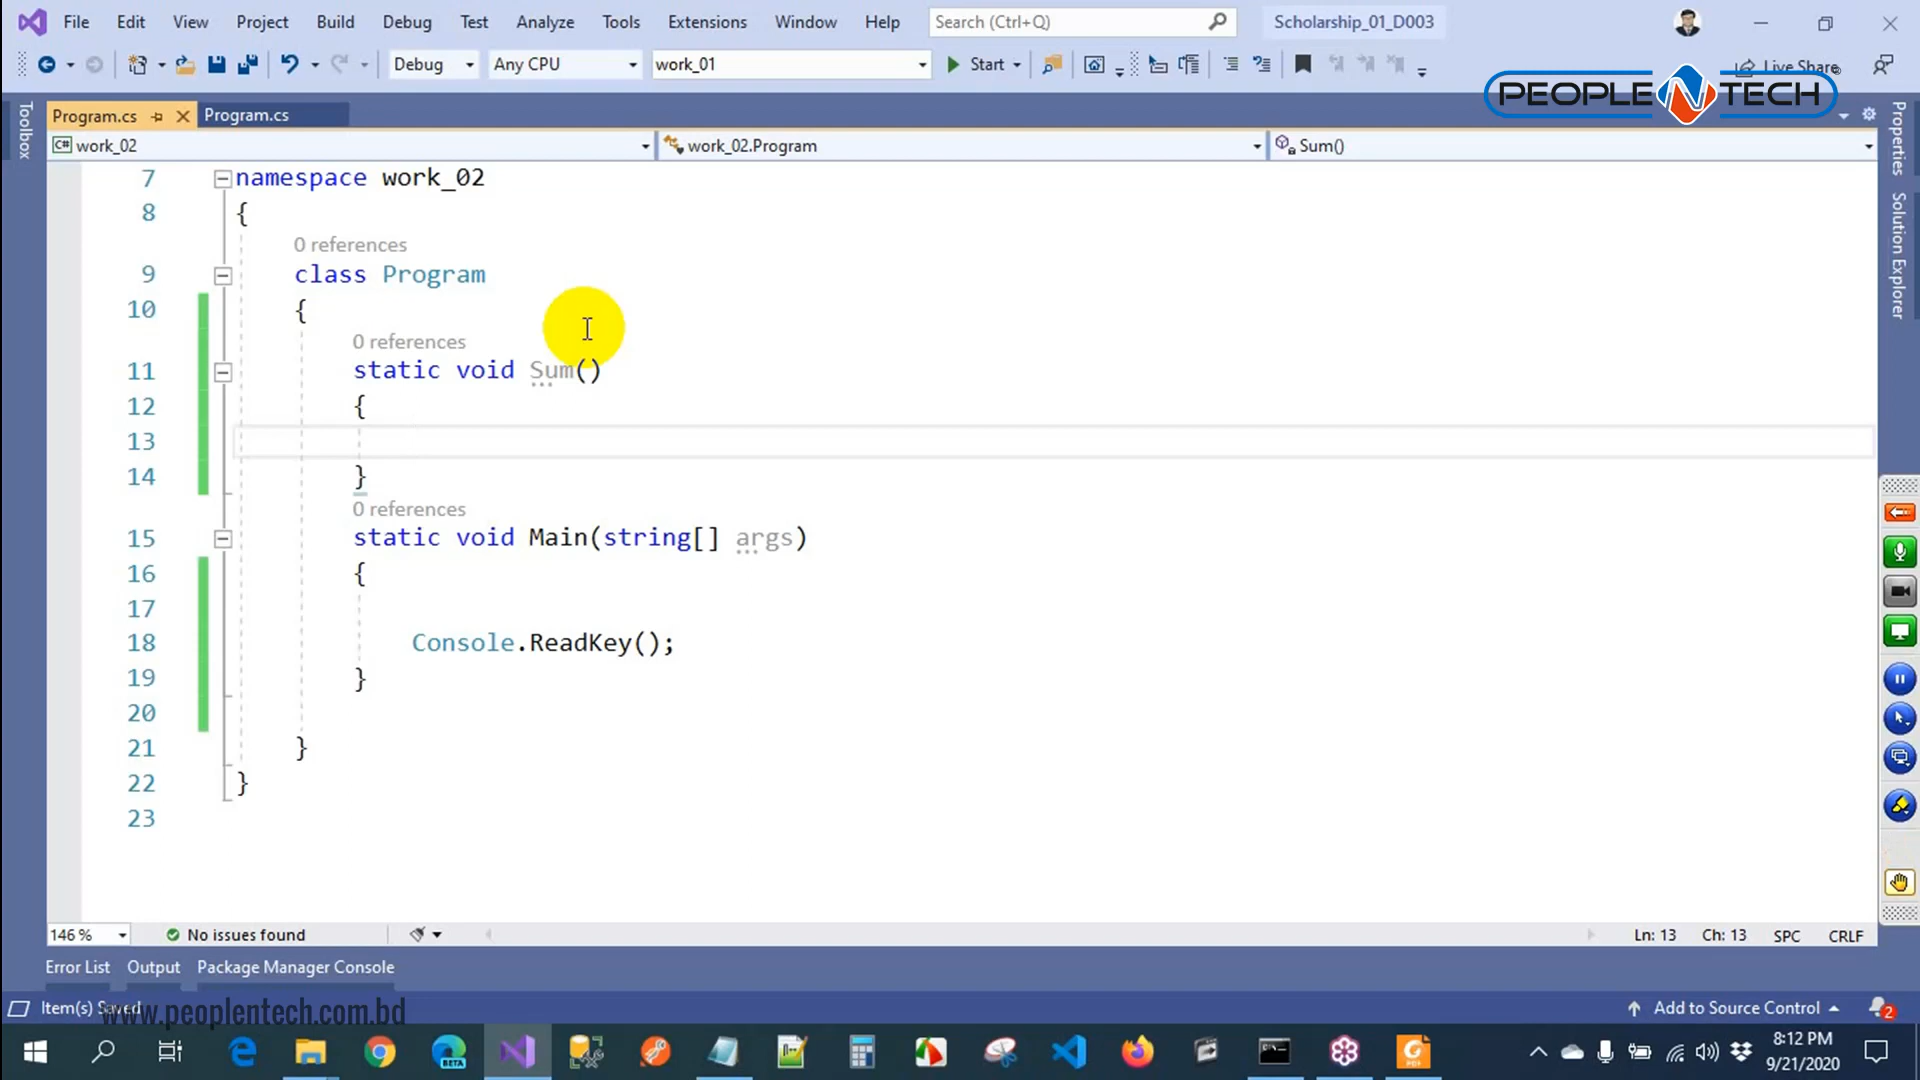 File Edit View Project Build Debug Test Analyze Tools Extensions Window Help Search (Ctrl+Q) Scholarship_01_D003
Debug Any CPU work_01 Start Live Share
PEOPLE N TECH
Toolbox
Program.cs Program.cs
Properties
Solution Explorer
C# work_02 work_02.Program Sum()
7 namespace work_02
8 {
0 references
9 class Program
10 {
0 references
11 static void Sum()
12 {
13
14 }
0 references
15 static void Main(string[] args)
16 {
17
18 Console.ReadKey();
19 }
20
21 }
22 }
23
146 % No issues found Ln: 13 Ch: 13 SPC CRLF
Error List Output Package Manager Console
Item(s) Saved Add to Source Control 2
www.peoplentech.com.bd
BETA
8:12 PM
9/21/2020